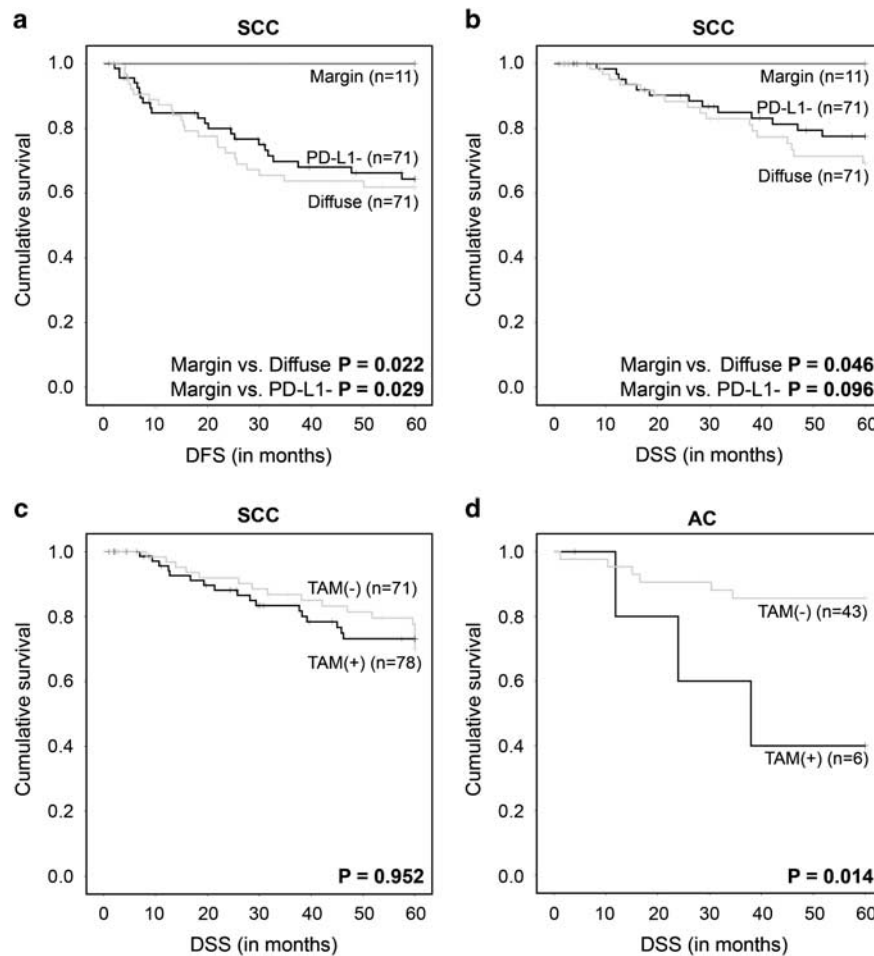 a
SCC
1.0
0.8
0.6
0.4
0.2
0.0
Cumulative survival
Margin (n=11)
PD-L1- (n=71)
Diffuse (n=71)
Margin vs. Diffuse P = 0.022
Margin vs. PD-L1- P = 0.029
0 10 20 30 40 50 60
DFS (in months)
b
SCC
1.0
0.8
0.6
0.4
0.2
0.0
Cumulative survival
Margin (n=11)
PD-L1- (n=71)
Diffuse (n=71)
Margin vs. Diffuse P = 0.046
Margin vs. PD-L1- P = 0.096
0 10 20 30 40 50 60
DSS (in months)
c
SCC
1.0
0.8
0.6
0.4
0.2
0.0
Cumulative survival
TAM(-) (n=71)
TAM(+) (n=78)
P = 0.952
0 10 20 30 40 50 60
DSS (in months)
d
AC
1.0
0.8
0.6
0.4
0.2
0.0
Cumulative survival
TAM(-) (n=43)
TAM(+) (n=6)
P = 0.014
0 10 20 30 40 50 60
DSS (in months)